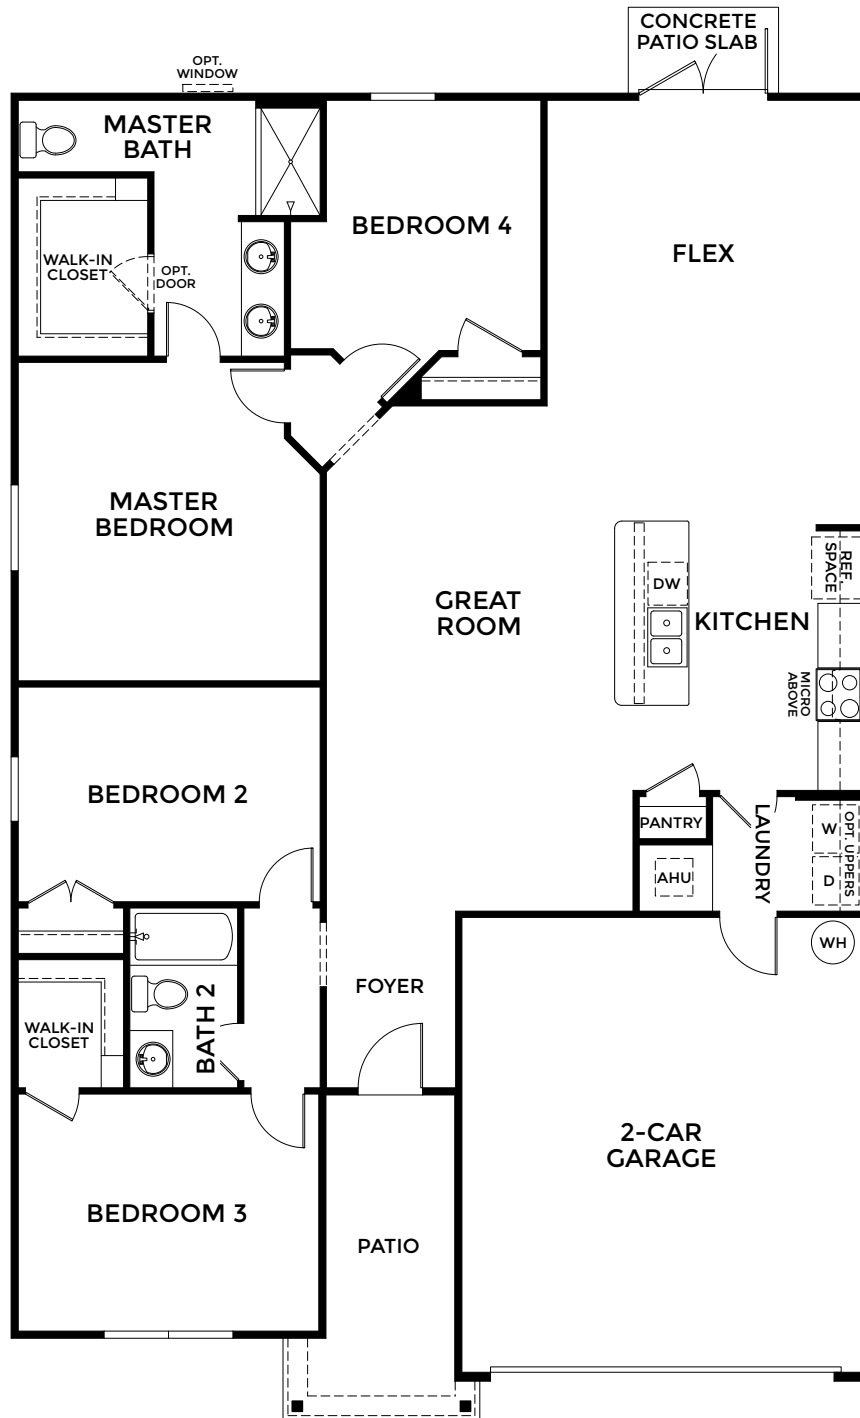 CONCRETE
PATIO SLAB
OPT.
WINDOW
MASTER
BATH
BEDROOM 4
FLEX
WALK-IN
CLOSET
OPT.
DOOR
MASTER
BEDROOM
REF.
SPACE
DW
GREAT
ROOM
KITCHEN
MICRO
ABOVE
BEDROOM 2
PANTRY
LAUNDRY
W
OPT. UPPERS
AHU
D
WH
FOYER
BATH 2
WALK-IN
CLOSET
2-CAR
GARAGE
BEDROOM 3
PATIO